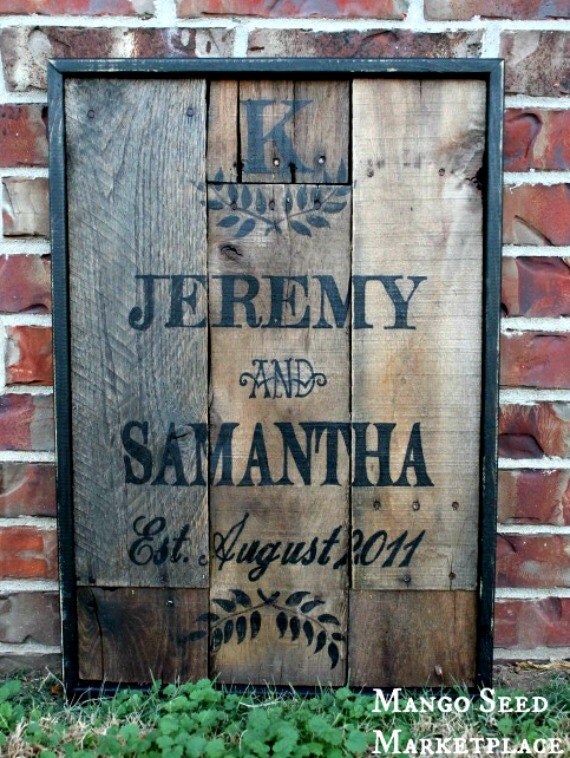 K
JEREMY
AND
SAMANTHA
Est. August 2011
MANGO SEED
MARKETPLACE